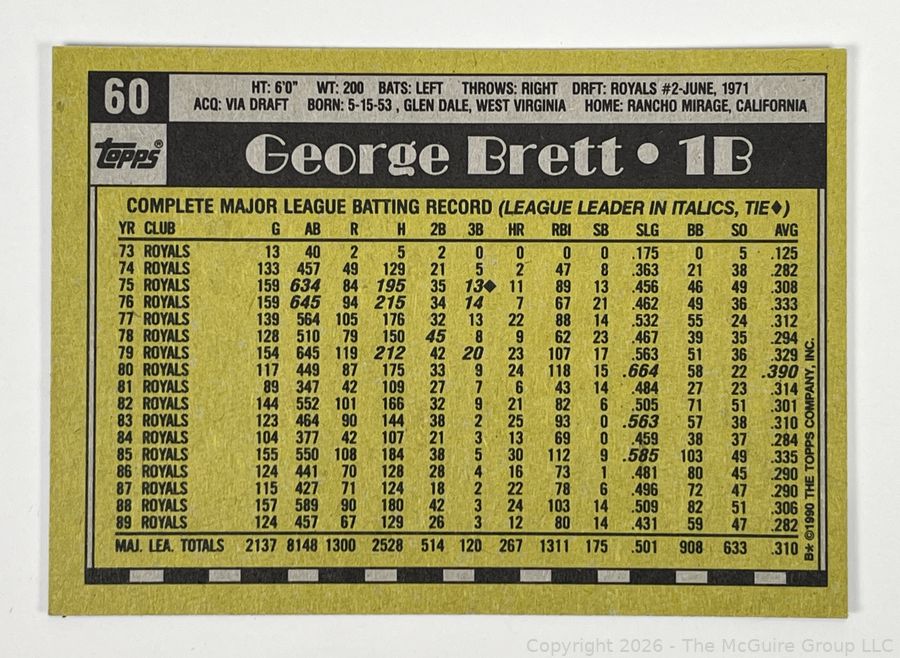 60
HT: 6'0" WT: 200 BATS: LEFT THROWS: RIGHT DRFT: ROYALS #2-JUNE, 1971
ACQ: VIA DRAFT BORN: 5-15-53 , GLEN DALE, WEST VIRGINIA HOME: RANCHO MIRAGE, CALIFORNIA
TOPPS®
George Brett • 1B
COMPLETE MAJOR LEAGUE BATTING RECORD (LEAGUE LEADER IN ITALICS, TIE♦)
YR CLUB G AB R H 2B 3B HR RBI SB SLG BB SO AVG
73 ROYALS 13 40 2 5 2 0 0 0 0 .175 0 5 .125
74 ROYALS 133 457 49 129 21 5 2 47 8 .363 21 38 .282
75 ROYALS 159 634 84 195 35 13♦ 11 89 13 .456 46 49 .308
76 ROYALS 159 645 94 215 34 14 7 67 21 .462 49 36 .333
77 ROYALS 139 564 105 176 32 13 22 88 14 .532 55 24 .312
78 ROYALS 128 510 79 150 45 8 9 62 23 .467 39 35 .294
79 ROYALS 154 645 119 212 42 20 23 107 17 .563 51 36 .329
80 ROYALS 117 449 87 175 33 9 24 118 15 .664 58 22 .390
81 ROYALS 89 347 42 109 27 7 6 43 14 .484 27 23 .314
82 ROYALS 144 552 101 166 32 9 21 82 6 .505 71 51 .301
83 ROYALS 123 464 90 144 38 2 25 93 0 .563 57 38 .310
84 ROYALS 104 377 42 107 21 3 13 69 0 .459 38 37 .284
85 ROYALS 155 550 108 184 38 5 30 112 9 .585 103 49 .335
86 ROYALS 124 441 70 128 28 4 16 73 1 .481 80 45 .290
87 ROYALS 115 427 71 124 18 2 22 78 6 .496 72 47 .290
88 ROYALS 157 589 90 180 42 3 24 103 14 .509 82 51 .306
89 ROYALS 124 457 67 129 26 3 12 80 14 .431 59 47 .282
MAJ. LEA. TOTALS 2137 8148 1300 2528 514 120 267 1311 175 .501 908 633 .310
B* ©1990 THE TOPPS COMPANY, INC.
Copyright 2026 - The McGuire Group LLC